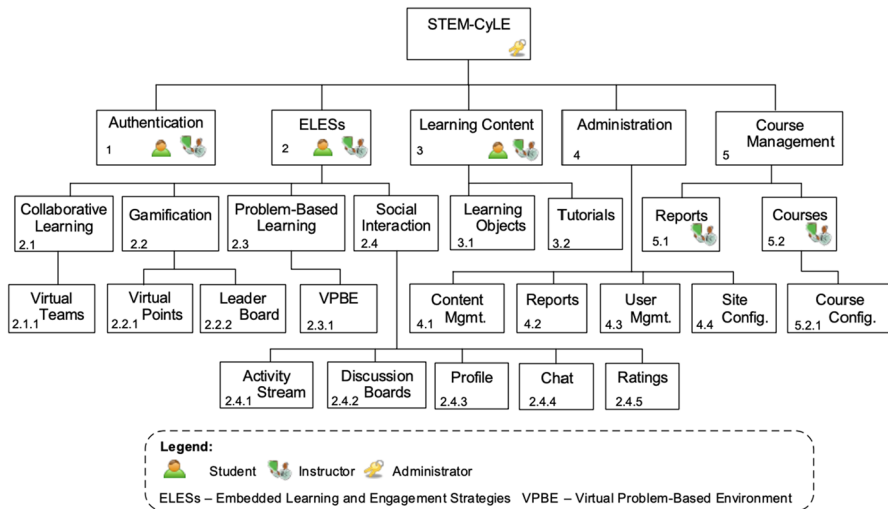 STEM-CyLE
Authentication
1
ELESs
2
Learning Content
3
Administration
4
Course
Management
5
Collaborative
Learning
2.1
Gamification
2.2
Problem-Based
Learning
2.3
Social
Interaction
2.4
Learning
Objects
3.1
Tutorials
3.2
Reports
5.1
Courses
5.2
Virtual
Teams
2.1.1
Virtual
Points
2.2.1
Leader
Board
2.2.2
VPBE
2.3.1
Content
Mgmt.
4.1
Reports
4.2
User
Mgmt.
4.3
Site
Config.
4.4
Course
Config.
5.2.1
Activity
Stream
2.4.1
Discussion
Boards
2.4.2
Profile
2.4.3
Chat
2.4.4
Ratings
2.4.5
Legend:
Student Instructor Administrator
ELESs – Embedded Learning and Engagement Strategies VPBE – Virtual Problem-Based Environment